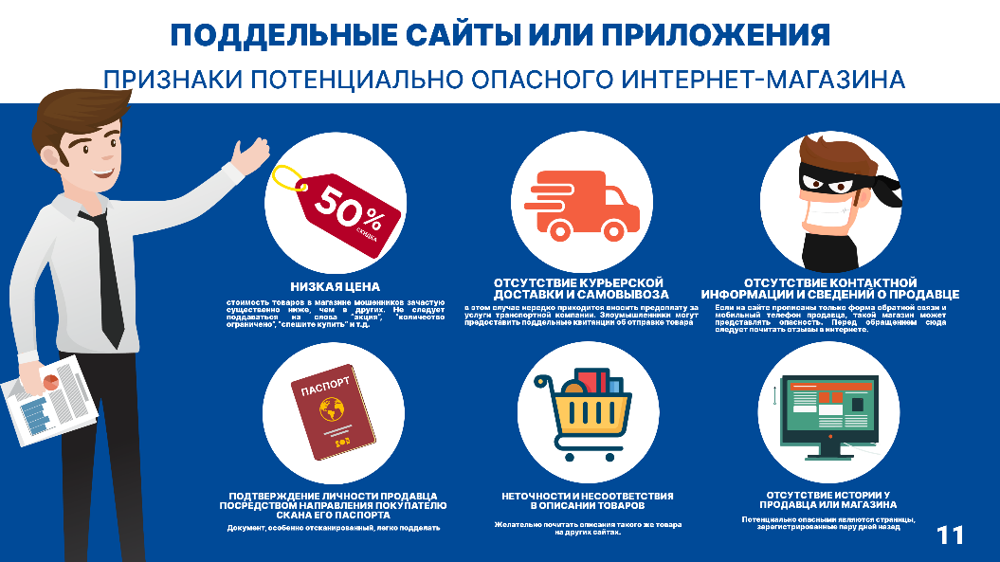 ПОДДЕЛЬНЫЕ САЙТЫ ИЛИ ПРИЛОЖЕНИЯ
ПРИЗНАКИ ПОТЕНЦИАЛЬНО ОПАСНОГО ИНТЕРНЕТ-МАГАЗИНА
50%
СКИДКА
НИЗКАЯ ЦЕНА
стоимость товаров в магазине мошенников зачастую
существенно ниже, чем в других. Не следует
поддаваться на слова "акция", "количество
ограничено", "спешите купить" и т.д.
ОТСУТСТВИЕ КУРЬЕРСКОЙ
ДОСТАВКИ И САМОВЫВОЗА
в этом случае нередко приходится вносить предоплату за
услуги транспортной компании. Злоумышленники могут
предоставить поддельные квитанции об отправке товара
ОТСУТСТВИЕ КОНТАКТНОЙ
ИНФОРМАЦИИ И СВЕДЕНИЙ О ПРОДАВЦЕ
Если на сайте прописаны только форма обратной связи и
мобильный телефон продавца, такой магазин может
представлять опасность. Перед обращением сюда
следует почитать отзывы в интернете.
ПАСПОРТ
ПОДТВЕРЖДЕНИЕ ЛИЧНОСТИ ПРОДАВЦА
ПОСРЕДСТВОМ НАПРАВЛЕНИЯ ПОКУПАТЕЛЮ
СКАНА ЕГО ПАСПОРТА
Документ, особенно отсканированный, легко подделать
НЕТОЧНОСТИ И НЕСООТВЕТСТВИЯ
В ОПИСАНИИ ТОВАРОВ
Желательно почитать описания такого же товара
на других сайтах.
ОТСУТСТВИЕ ИСТОРИИ У
ПРОДАВЦА ИЛИ МАГАЗИНА
Потенциально опасными являются страницы,
зарегистрированные пару дней назад
11